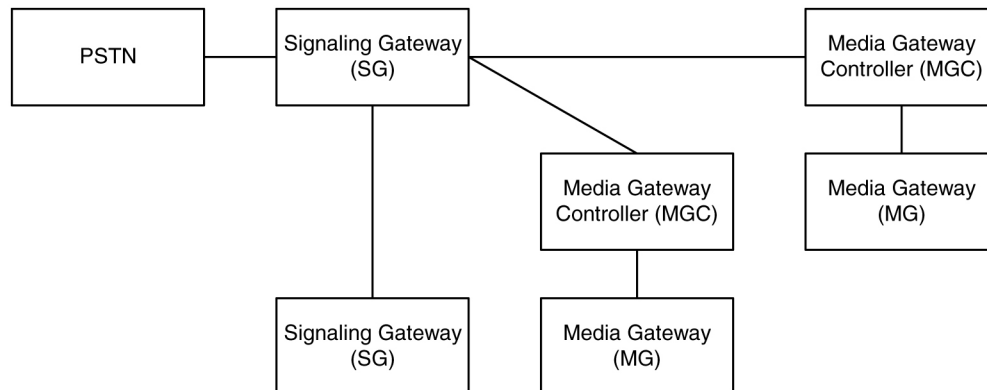 PSTN
Signaling Gateway
(SG)
Media Gateway
Controller (MGC)
Media Gateway
Controller (MGC)
Media Gateway
(MG)
Signaling Gateway
(SG)
Media Gateway
(MG)